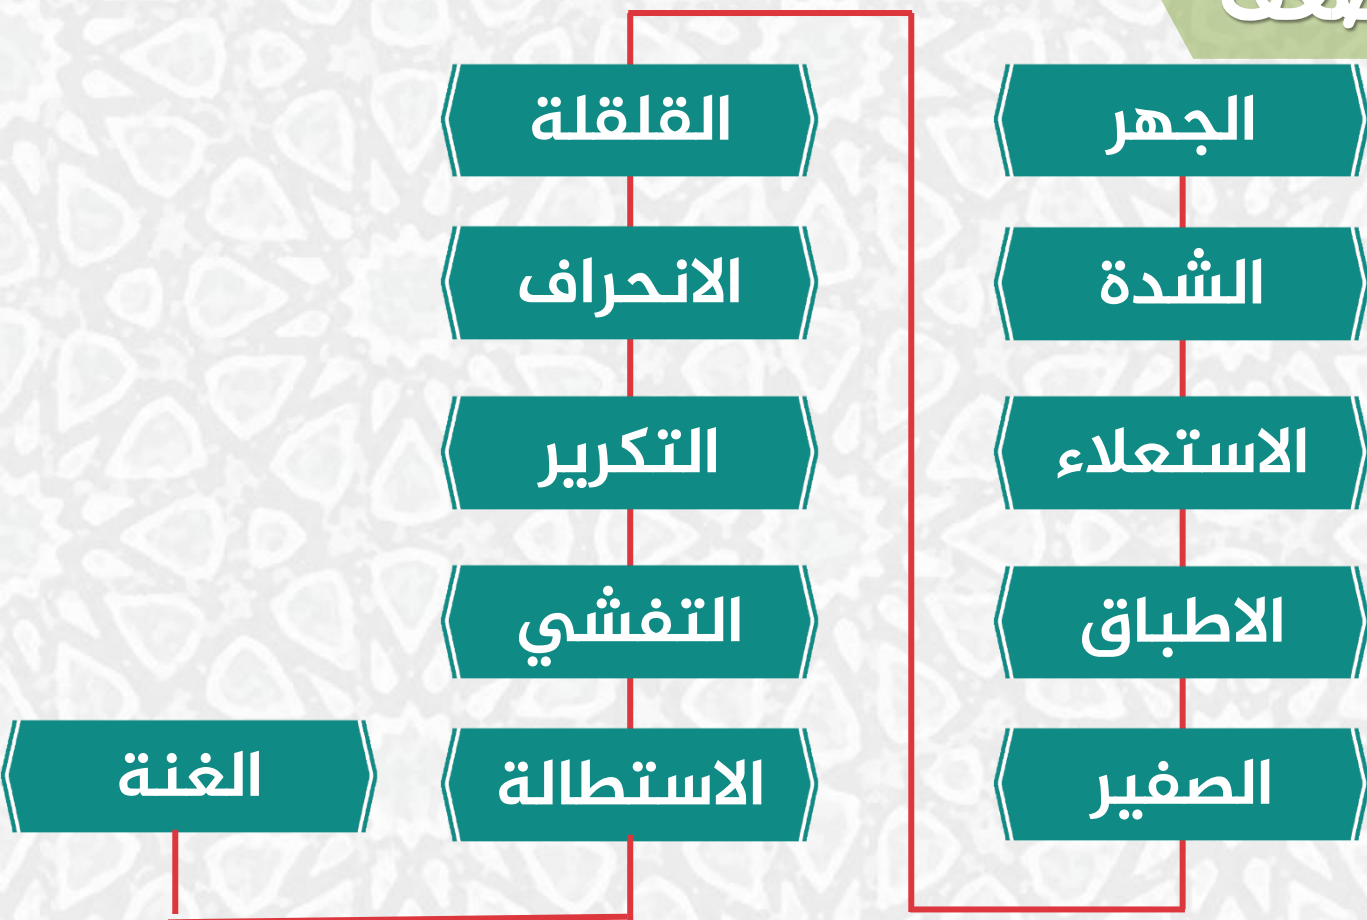 الجهر
الشدة
الاستعلاء
الاطباق
الصفير
القلقلة
الانحراف
التكرير
التفشي
الاستطالة
الغنة